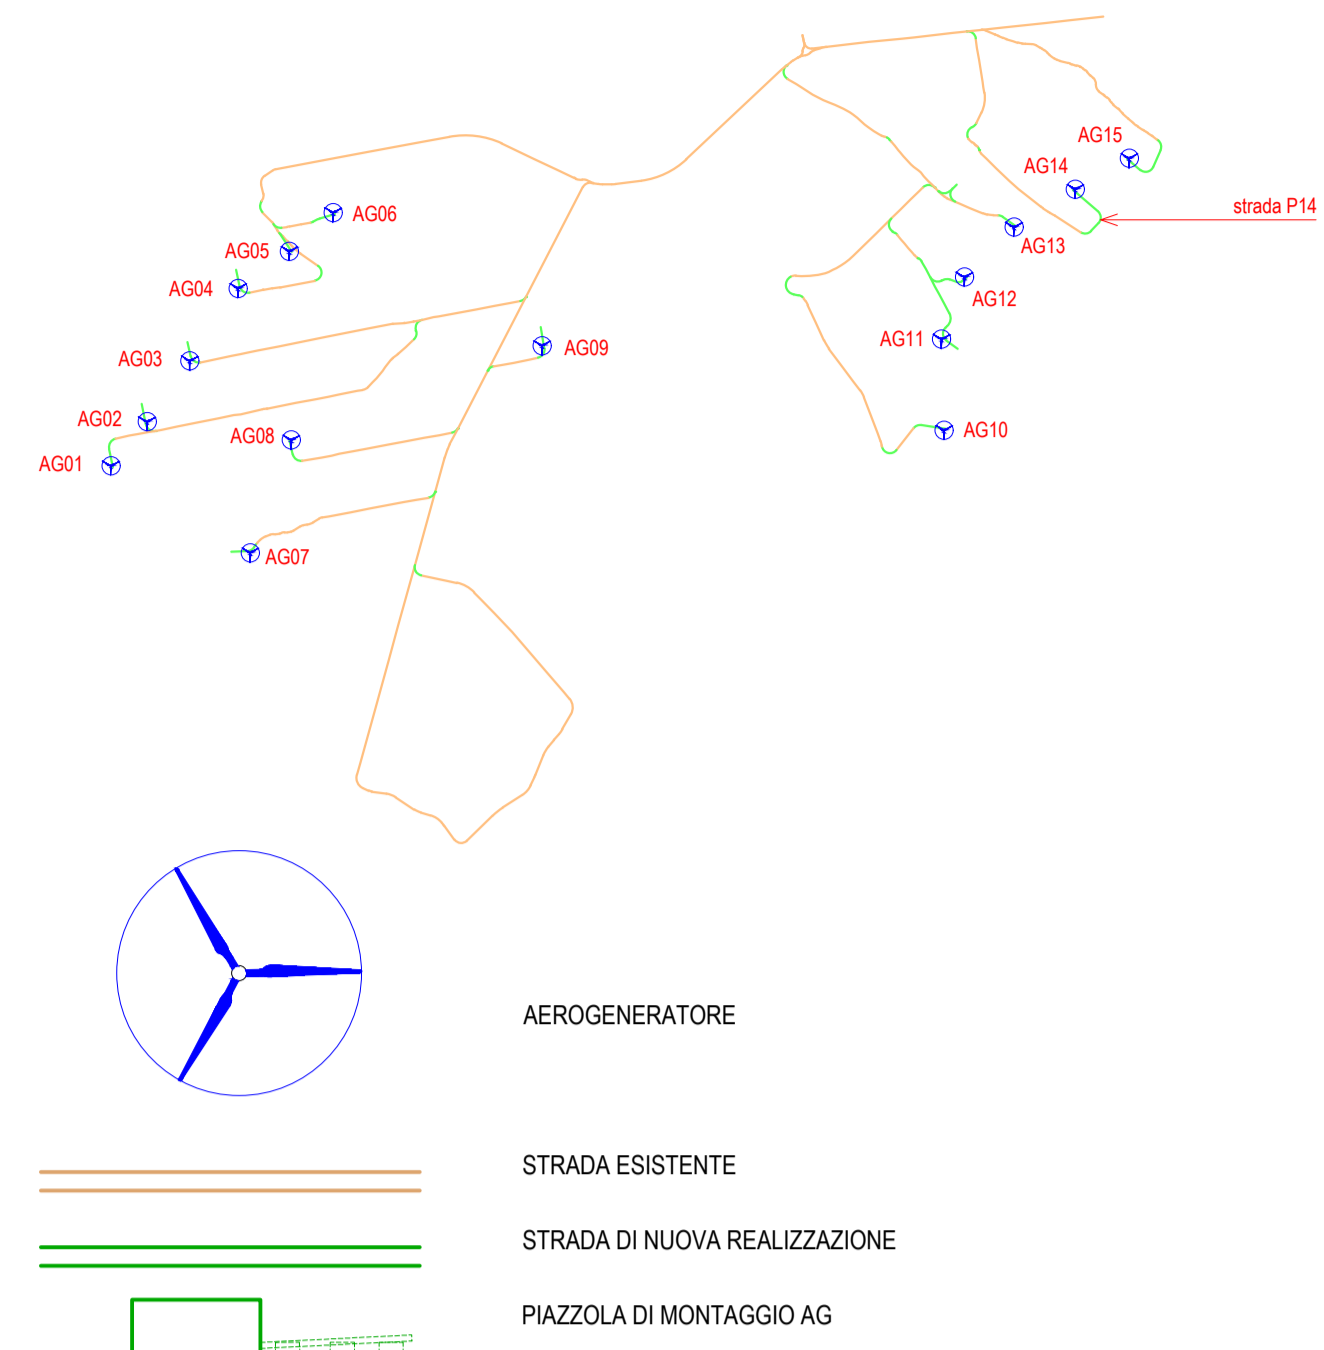 AG15
AG14
strada P14
AG06
AG13
AG05
AG04
AG12
AG11
AG09
AG03
AG02
AG08
AG10
AG01
AG07
AEROGENERATORE
STRADA ESISTENTE
STRADA DI NUOVA REALIZZAZIONE
PIAZZOLA DI MONTAGGIO AG